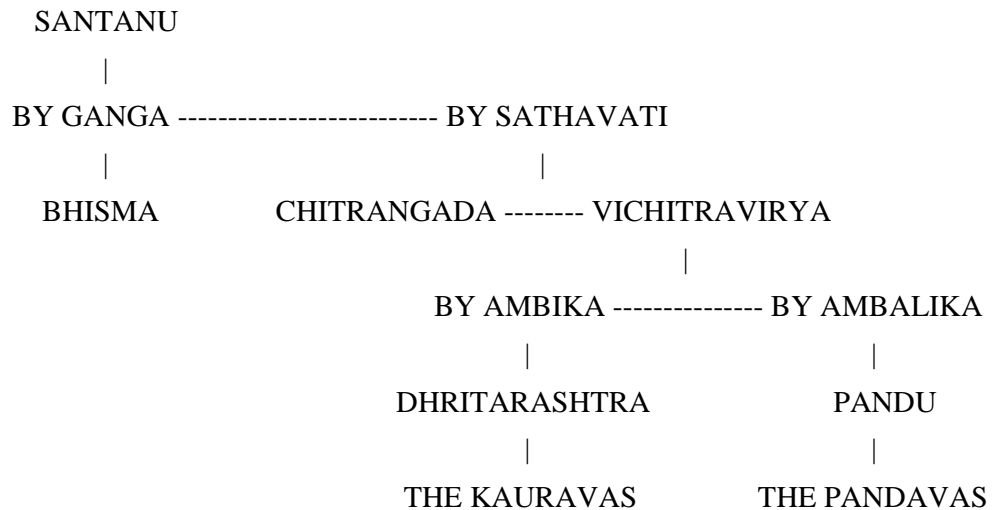 SANTANU
|
BY GANGA -------------------------- BY SATHAVATI
| |
BHISMA CHITRANGADA -------- VICHITRAVIRYA
|
BY AMBIKA --------------- BY AMBALIKA
| |
DHRITARASHTRA PANDU
| |
THE KAURAVAS THE PANDAVAS